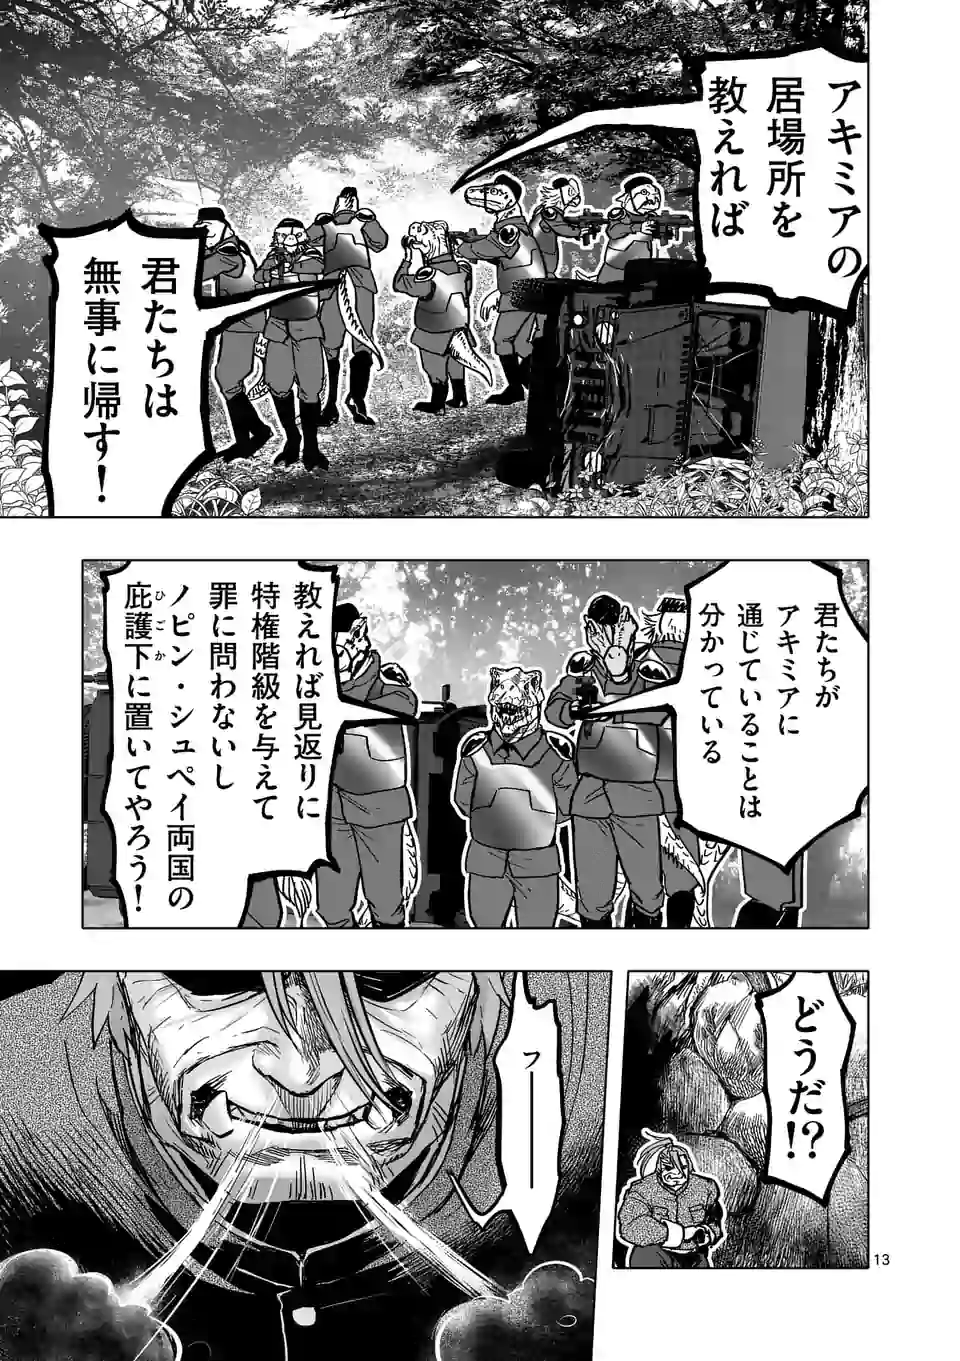 アキミアの
居場所を
教えれば
君たちは
無事に帰す!
君たちが
アキミアに
通じていることは
分かっている
教えれば見返りに
特権階級を与えて
罪に問わないし
ノピン・シュペイ両国の
庇護下に置いてやろう!
ひごか
どうだ!?
フーーー
13